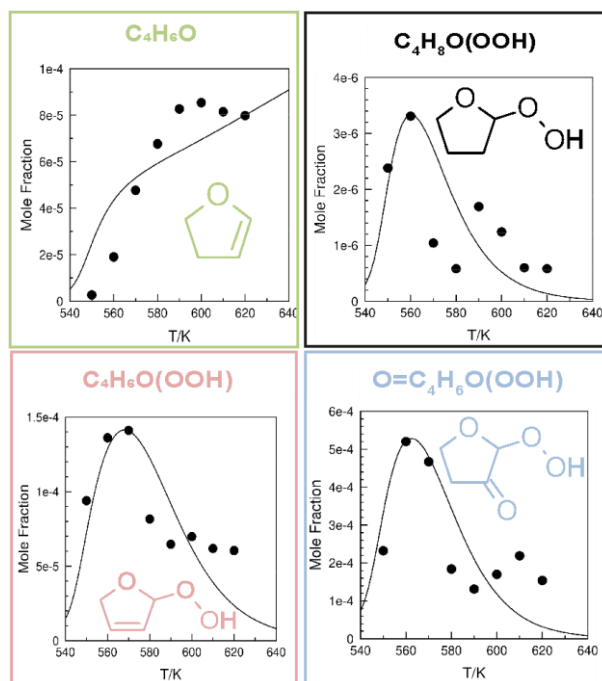 C₄H₆O
1e-4
8e-5
6e-5
4e-5
2e-5
0
Mole Fraction
O
540 560 580 600 620 640
T/K
C₄H₈O(OOH)
4e-6
3e-6
2e-6
1e-6
0
Mole Fraction
O
O
OH
540 560 580 600 620 640
T/K
C₄H₆O(OOH)
1.5e-4
1e-4
5e-5
0
Mole Fraction
O
O
OH
540 560 580 600 620 640
T/K
O=C₄H₆O(OOH)
6e-4
5e-4
4e-4
3e-4
2e-4
1e-4
0
Mole Fraction
O
O
OH
O
540 560 580 600 620 640
T/K